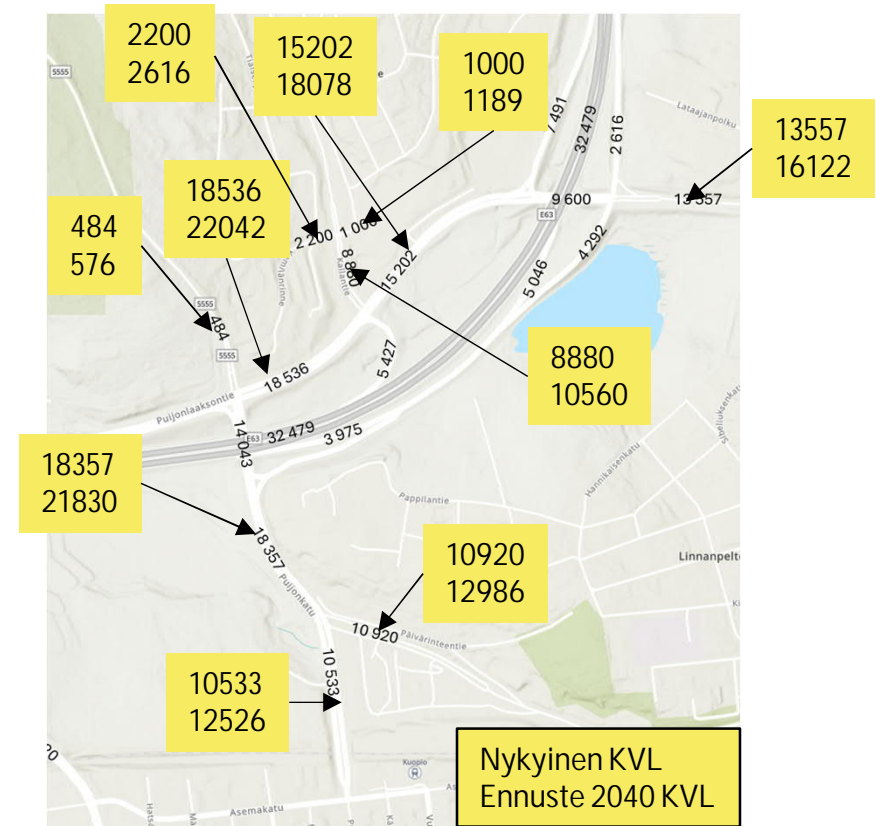 2200
2616
15202
18078
1000
1189
13557
16122
18536
22042
484
576
8880
10560
18357
21830
10920
12986
10533
12526
Nykyinen KVL
Ennuste 2040 KVL
5555
32 479
2 616
Lataajanpolku
9 600
13 557
E63
4 292
2 200
1 000
8 880
Kallantie
15 202
5 046
5555
484
5555
5 427
18 536
Puijonlaaksontie
14 043
E63
32 479
3 975
Sibeliuksenkatu
Hannikaisenkatu
Pappilantie
18 357
Puijonkatu
Linnanpelto
10 920
Päivärinteentie
10 533
Kuopio
Asemakatu